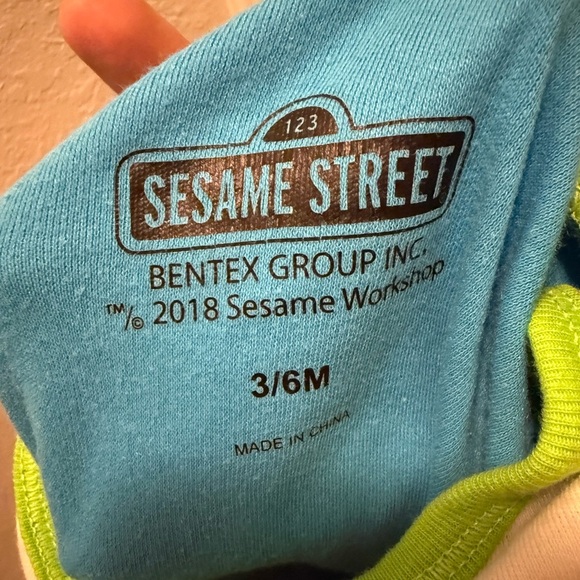 123
SESAME STREET
BENTEX GROUP INC.
™/© 2018 Sesame Workshop
3/6M
MADE IN CHINA